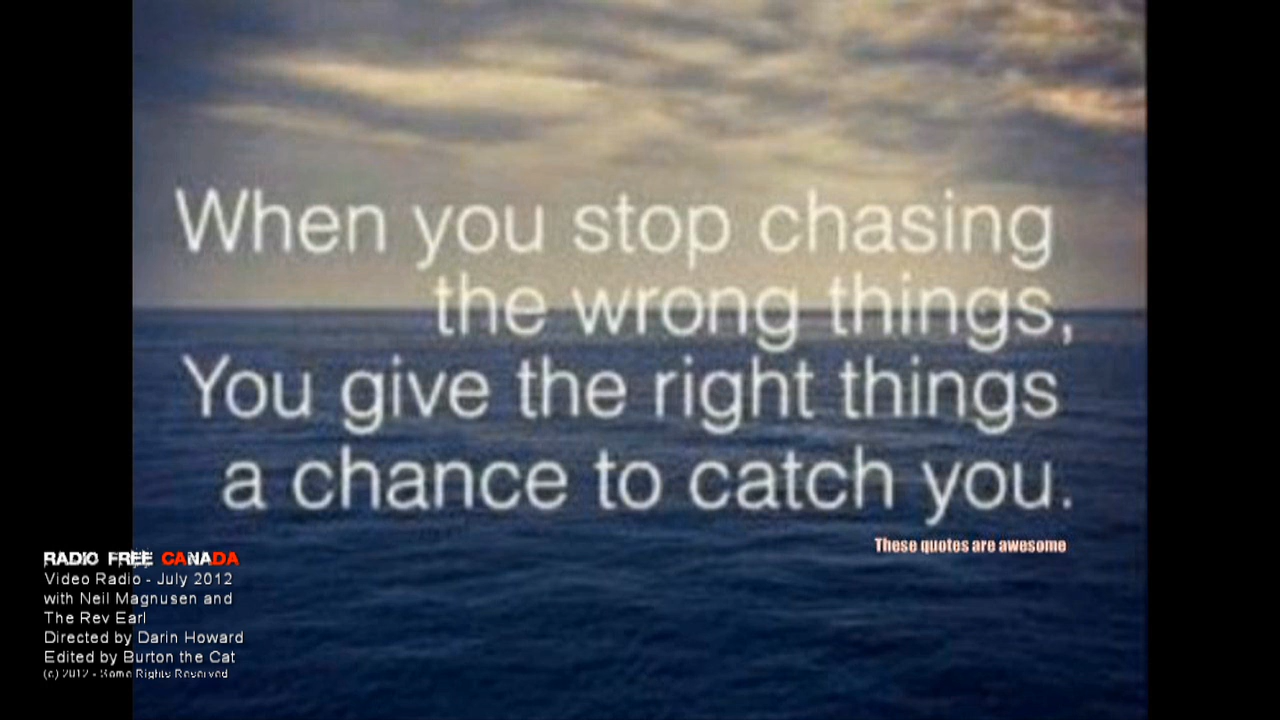 When you stop chasing
the wrong things,
You give the right things
a chance to catch you.
These quotes are awesome
RADIO FREE CANADA
Video Radio - July 2012
with Neil Magnusen and
The Rev Earl
Directed by Darin Howard
Edited by Burton the Cat
(c) 2012 - Some Rights Reserved